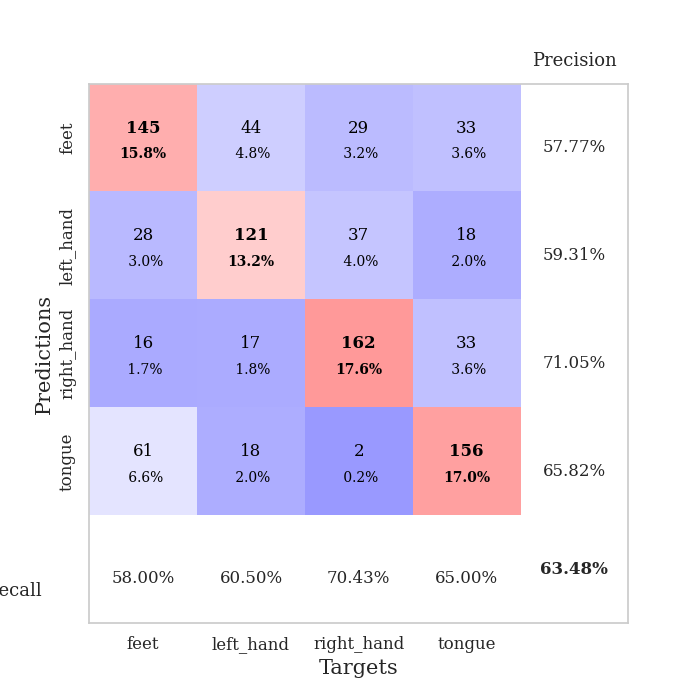 Precision
feet
145 44 29 33 57.77%
15.8% 4.8% 3.2% 3.6%
left_hand
28 121 37 18 59.31%
3.0% 13.2% 4.0% 2.0%
Predictions
right_hand
16 17 162 33 71.05%
1.7% 1.8% 17.6% 3.6%
tongue
61 18 2 156 65.82%
6.6% 2.0% 0.2% 17.0%
ecall 58.00% 60.50% 70.43% 65.00% 63.48%
feet left_hand right_hand tongue
Targets